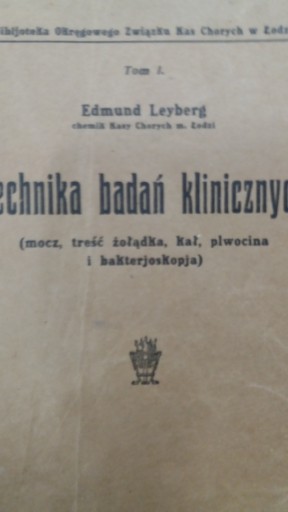 Bibljoteka Okręgowego Związku Kas Chorych w Łodzi
Tom I.
Edmund Leyberg
chemik Kasy Chorych m. Łodzi
echnika badań klinicznyc
(mocz, treść żołądka, kał, plwocina
i bakterjoskopja)